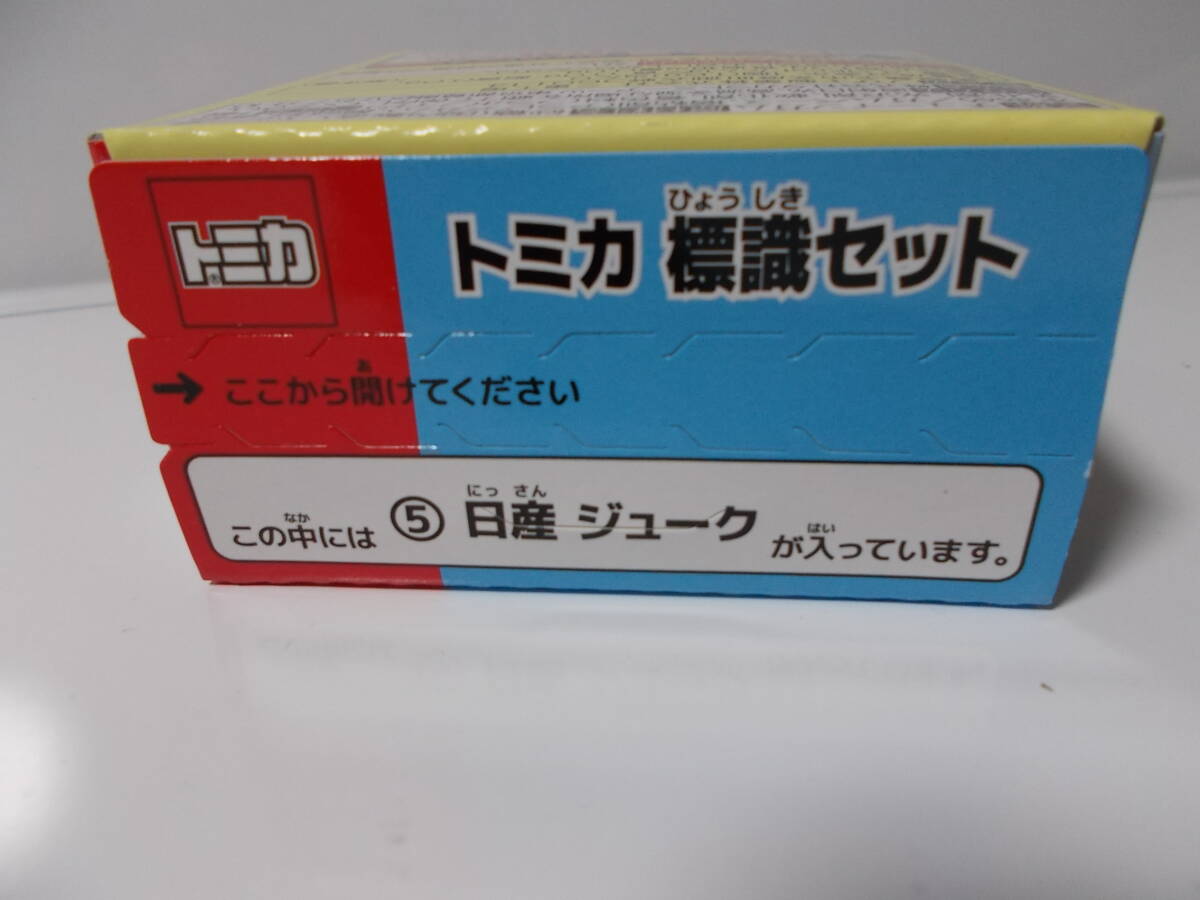 トミカ®
ひょうしき
トミカ 標識セット
あ
→ ここから開けてください
にっ さん
なか
はい
この中には ⑤ 日産 ジューク が入っています。